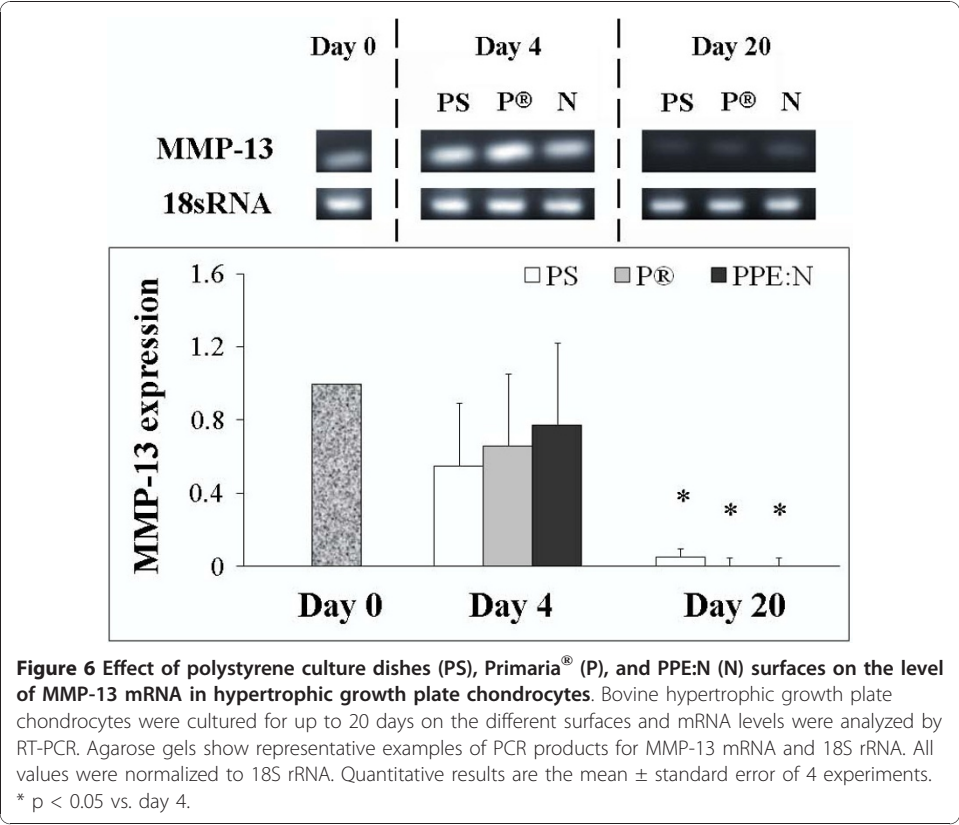 Day 0 Day 4 Day 20
PS P® N PS P® N
MMP-13
18sRNA
PS P® PPE:N
MMP-13 expression
1.6
1.2
0.8
0.4
0
* * *
Day 0 Day 4 Day 20
Figure 6 Effect of polystyrene culture dishes (PS), Primaria® (P), and PPE:N (N) surfaces on the level
of MMP-13 mRNA in hypertrophic growth plate chondrocytes. Bovine hypertrophic growth plate
chondrocytes were cultured for up to 20 days on the different surfaces and mRNA levels were analyzed by
RT-PCR. Agarose gels show representative examples of PCR products for MMP-13 mRNA and 18S rRNA. All
values were normalized to 18S rRNA. Quantitative results are the mean ± standard error of 4 experiments.
* p < 0.05 vs. day 4.